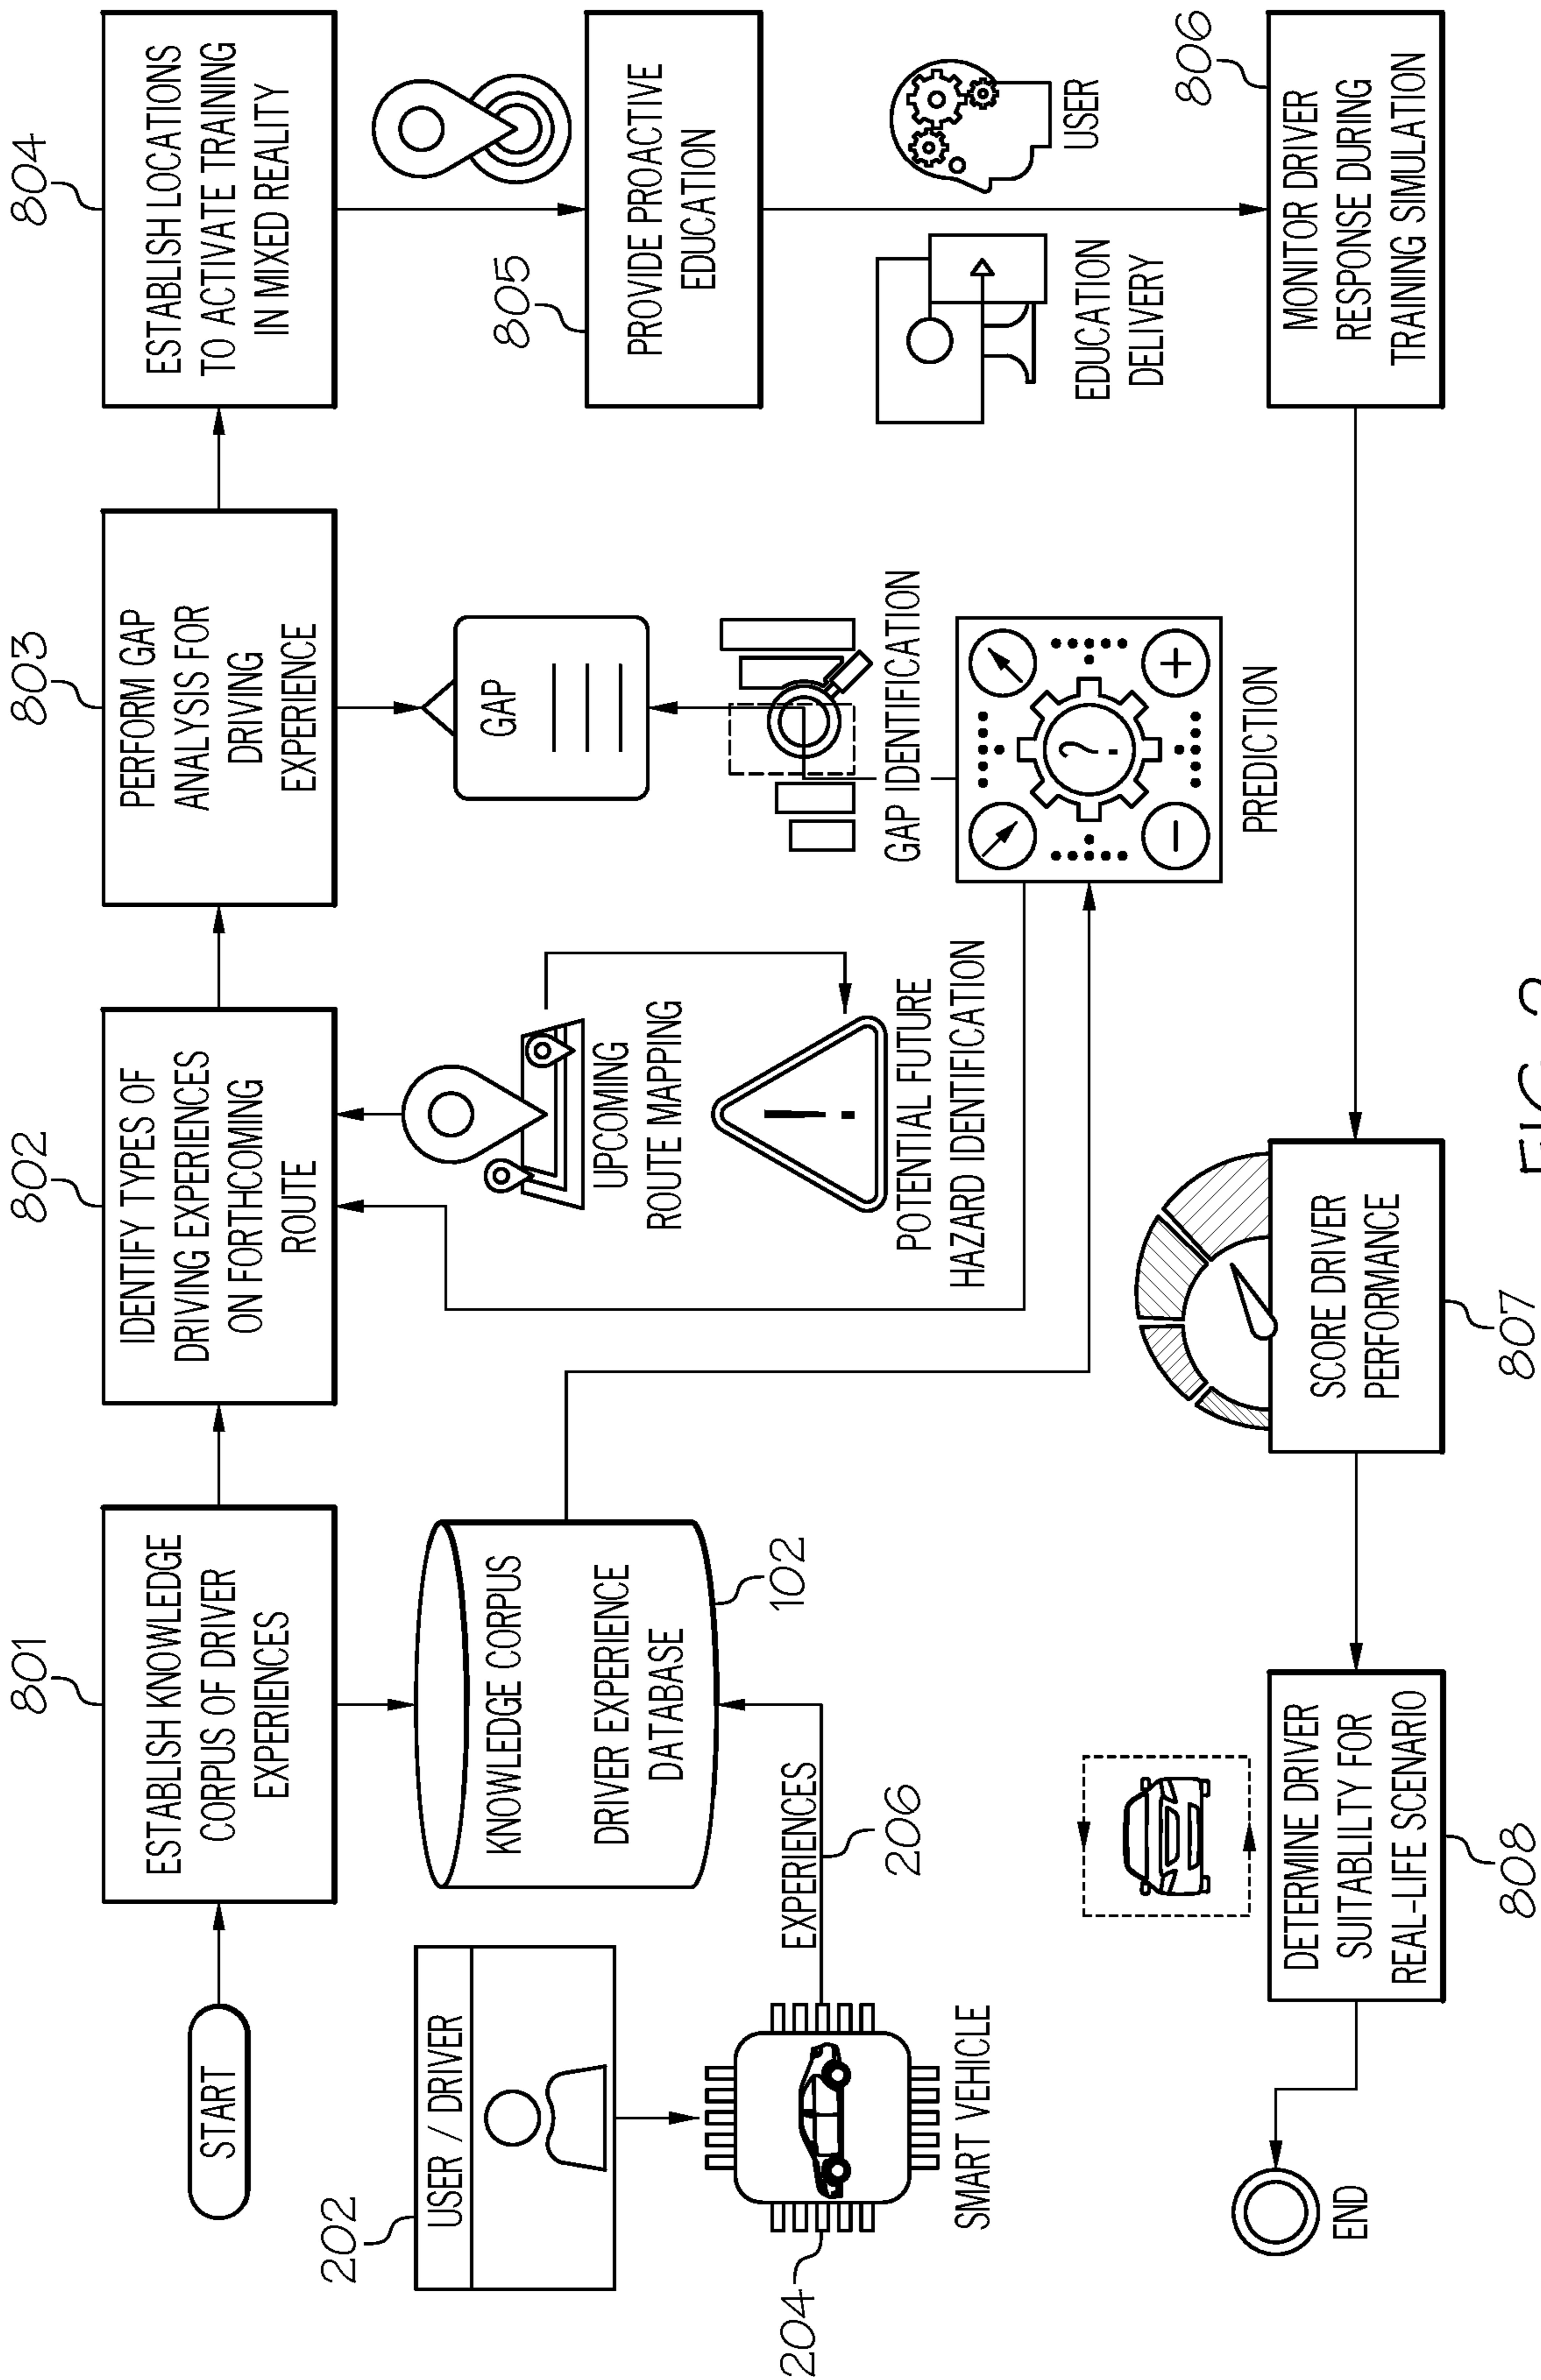 804
ESTABLISH LOCATIONS
TO ACTIVATE TRAINING
IN MIXED REALITY
803
PERFORM GAP
ANALYSIS FOR
DRIVING
EXPERIENCE
802
IDENTIFY TYPES OF
DRIVING EXPERIENCES
ON FORTHCOMING
ROUTE
801
ESTABLISH KNOWLEDGE
CORPUS OF DRIVER
EXPERIENCES
START
202
USER / DRIVER
204
SMART VEHICLE
EXPERIENCES
206
KNOWLEDGE CORPUS
DRIVER EXPERIENCE
DATABASE
102
UPCOMING
ROUTE MAPPING
POTENTIAL FUTURE
HAZARD IDENTIFICATION
GAP
GAP IDENTIFICATION
PREDICTION
805
PROVIDE PROACTIVE
EDUCATION
EDUCATION
DELIVERY
USER
806
MONITOR DRIVER
RESPONSE DURING
TRAINING SIMULATION
SCORE DRIVER
PERFORMANCE
807
DETERMINE DRIVER
SUITABLILTY FOR
REAL-LIFE SCENARIO
808
END